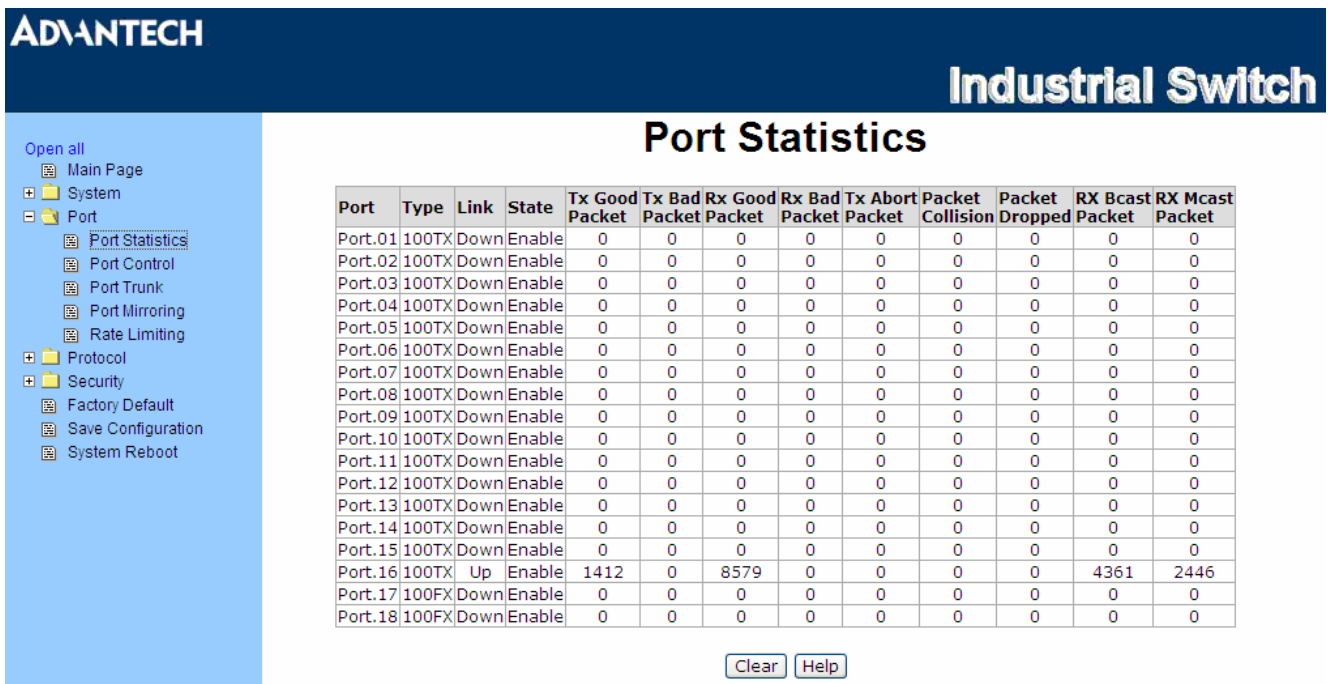 ADVANTECH
Industrial Switch
Open all
Main Page
System
Port
Port Statistics
Port Control
Port Trunk
Port Mirroring
Rate Limiting
Protocol
Security
Factory Default
Save Configuration
System Reboot
Port Statistics
Port Type Link State Tx Good Packet Tx Bad Packet Rx Good Packet Rx Bad Packet Tx Abort Packet Packet Collision Packet Dropped RX Bcast Packet RX Mcast Packet
Port.01 100TX Down Enable 0 0 0 0 0 0 0 0 0
Port.02 100TX Down Enable 0 0 0 0 0 0 0 0 0
Port.03 100TX Down Enable 0 0 0 0 0 0 0 0 0
Port.04 100TX Down Enable 0 0 0 0 0 0 0 0 0
Port.05 100TX Down Enable 0 0 0 0 0 0 0 0 0
Port.06 100TX Down Enable 0 0 0 0 0 0 0 0 0
Port.07 100TX Down Enable 0 0 0 0 0 0 0 0 0
Port.08 100TX Down Enable 0 0 0 0 0 0 0 0 0
Port.09 100TX Down Enable 0 0 0 0 0 0 0 0 0
Port.10 100TX Down Enable 0 0 0 0 0 0 0 0 0
Port.11 100TX Down Enable 0 0 0 0 0 0 0 0 0
Port.12 100TX Down Enable 0 0 0 0 0 0 0 0 0
Port.13 100TX Down Enable 0 0 0 0 0 0 0 0 0
Port.14 100TX Down Enable 0 0 0 0 0 0 0 0 0
Port.15 100TX Down Enable 0 0 0 0 0 0 0 0 0
Port.16 100TX Up Enable 1412 0 8579 0 0 0 0 4361 2446
Port.17 100FX Down Enable 0 0 0 0 0 0 0 0 0
Port.18 100FX Down Enable 0 0 0 0 0 0 0 0 0
Clear Help